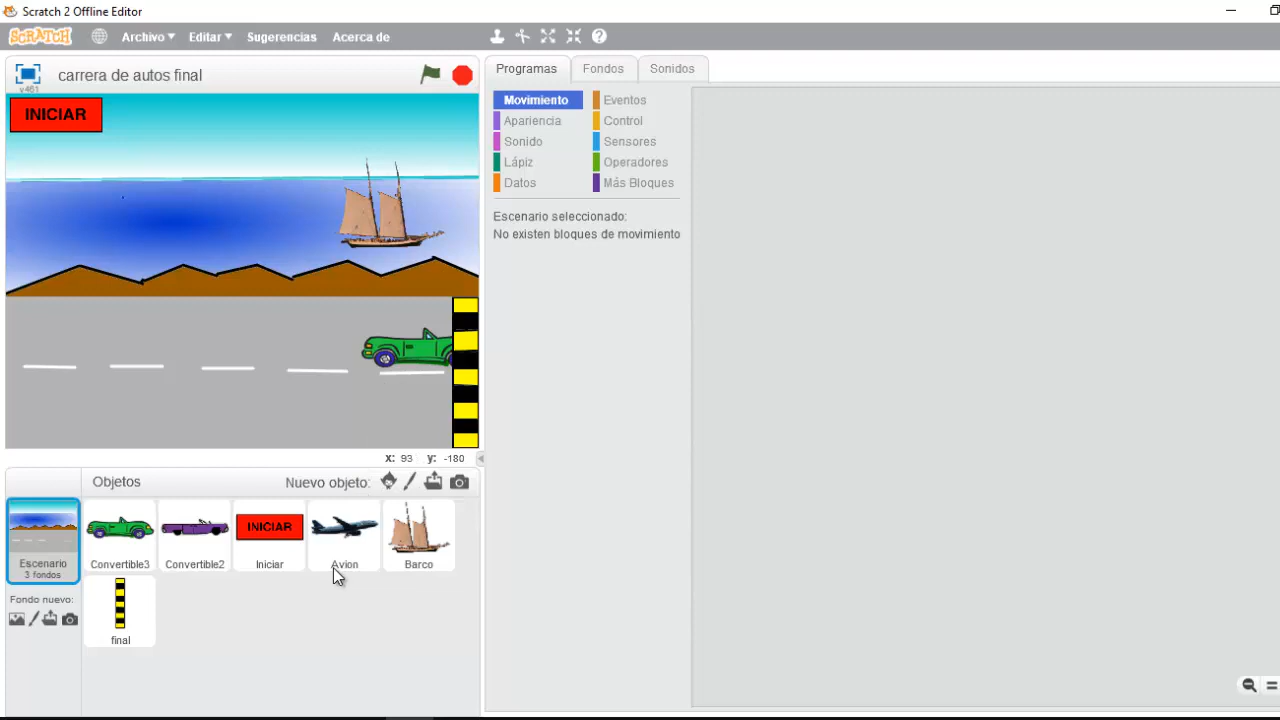 Scratch 2 Offline Editor
SCRATCH
Archivo
Editar
Sugerencias
Acerca de
carrera de autos final
v461
INICIAR
x: 93 y: -180
Objetos
Nuevo objeto:
Escenario
3 fondos
Fondo nuevo:
Convertible3
Convertible2
INICIAR
Iniciar
Avion
Barco
final
Programas
Fondos
Sonidos
Movimiento
Apariencia
Sonido
Lápiz
Datos
Eventos
Control
Sensores
Operadores
Más Bloques
Escenario seleccionado:
No existen bloques de movimiento